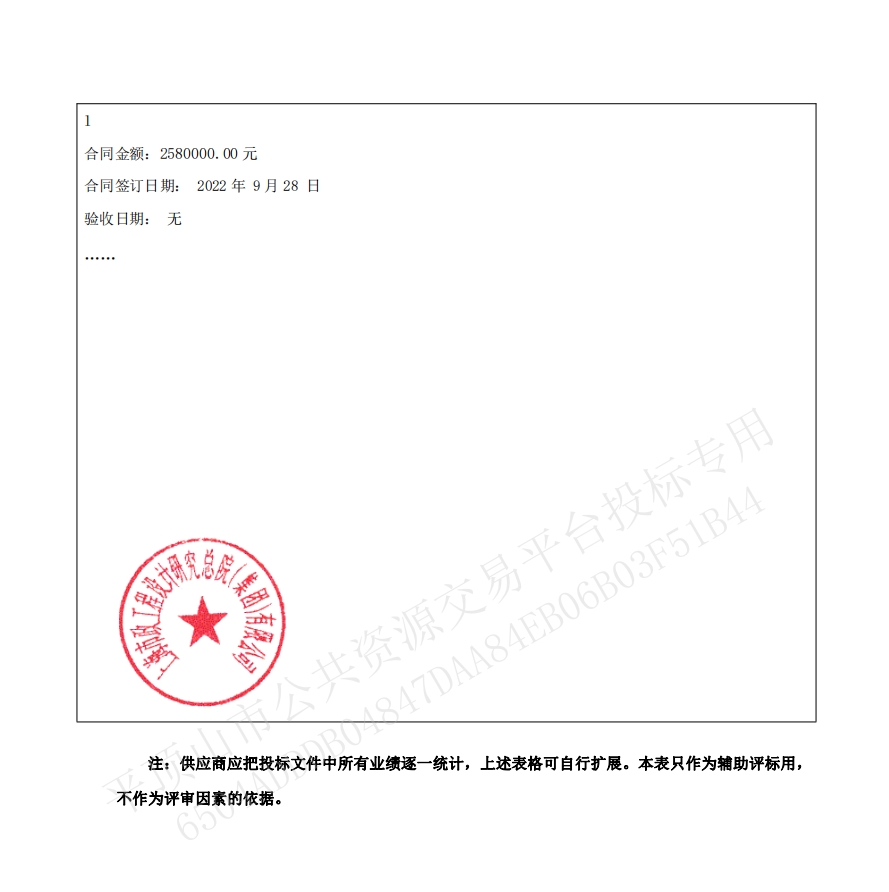 1
合同金额：2580000.00 元
合同签订日期： 2022 年 9 月 28 日
验收日期： 无
……
上海市政工程设计研究总院（集团）有限公司
平顶山市公共资源交易平台投标专用
注：供应商应把投标文件中所有业绩逐一统计，上述表格可自行扩展。本表只作为辅助评标用，
不作为评审因素的依据。